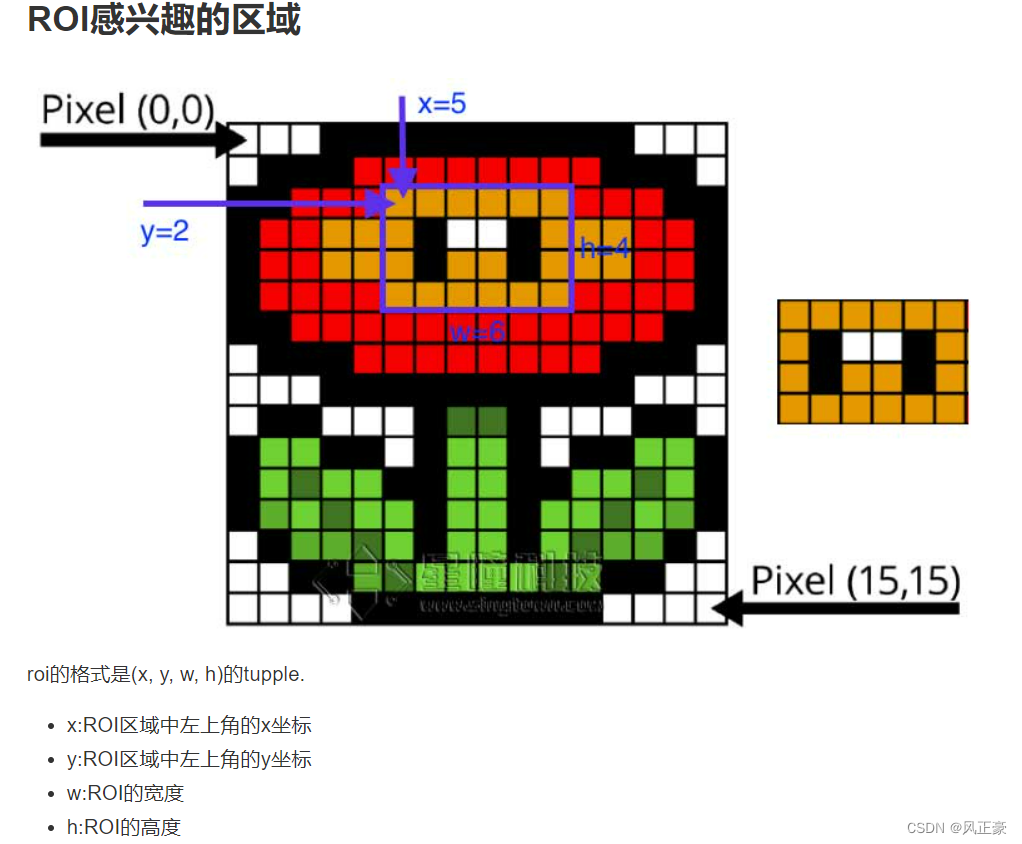 ROI感兴趣的区域
Pixel (0,0)
x=5
y=2
h=4
w=6
星瞳科技
www.singtown.com
Pixel (15,15)
roi的格式是(x, y, w, h)的tupple.
x:ROI区域中左上角的x坐标
y:ROI区域中左上角的y坐标
w:ROI的宽度
h:ROI的高度
CSDN @风正豪